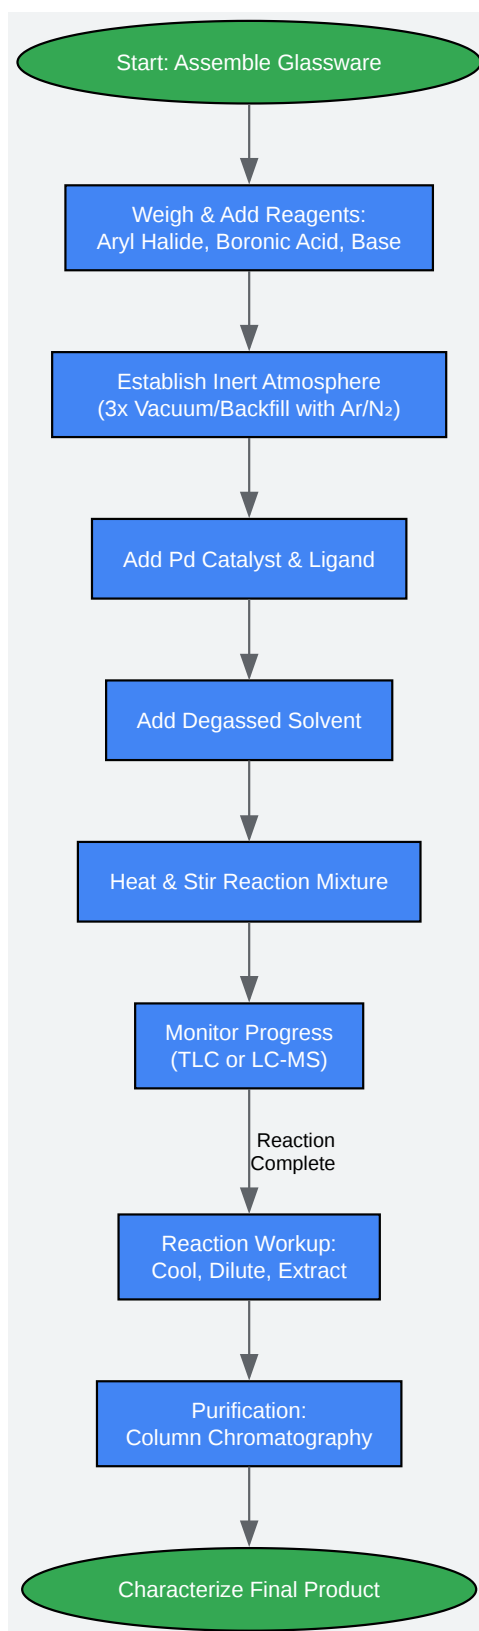 Start: Assemble Glassware
Weigh & Add Reagents:
Aryl Halide, Boronic Acid, Base
Establish Inert Atmosphere
(3x Vacuum/Backfill with Ar/N₂)
Add Pd Catalyst & Ligand
Add Degassed Solvent
Heat & Stir Reaction Mixture
Monitor Progress
(TLC or LC-MS)
Reaction
Complete
Reaction Workup:
Cool, Dilute, Extract
Purification:
Column Chromatography
Characterize Final Product